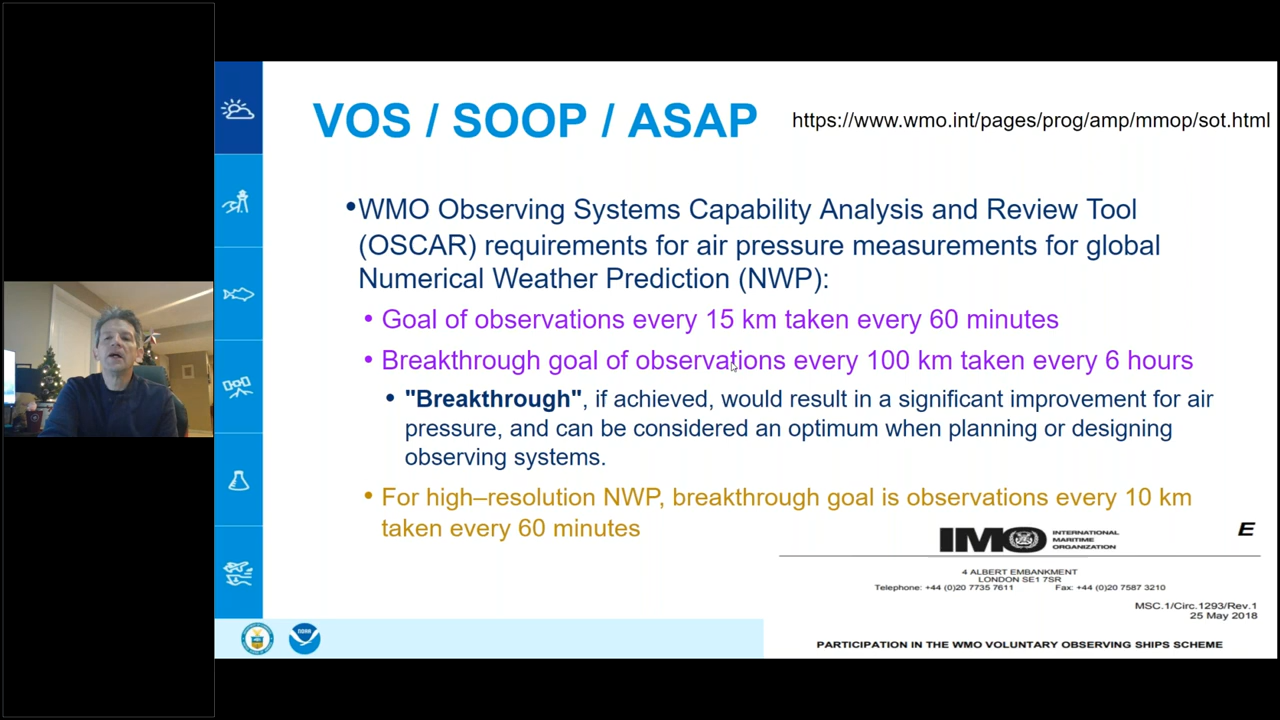 VOS / SOOP / ASAP
https://www.wmo.int/pages/prog/amp/mmop/sot.html
•WMO Observing Systems Capability Analysis and Review Tool
(OSCAR) requirements for air pressure measurements for global
Numerical Weather Prediction (NWP):
• Goal of observations every 15 km taken every 60 minutes
• Breakthrough goal of observations every 100 km taken every 6 hours
• "Breakthrough", if achieved, would result in a significant improvement for air
pressure, and can be considered an optimum when planning or designing
observing systems.
• For high–resolution NWP, breakthrough goal is observations every 10 km
taken every 60 minutes
IMO INTERNATIONAL
MARITIME
ORGANIZATION
E
4 ALBERT EMBANKMENT
LONDON SE1 7SR
Telephone: +44 (0)20 7735 7611 Fax: +44 (0)20 7587 3210
MSC.1/Circ.1293/Rev.1
25 May 2018
PARTICIPATION IN THE WMO VOLUNTARY OBSERVING SHIPS SCHEME
NOAA